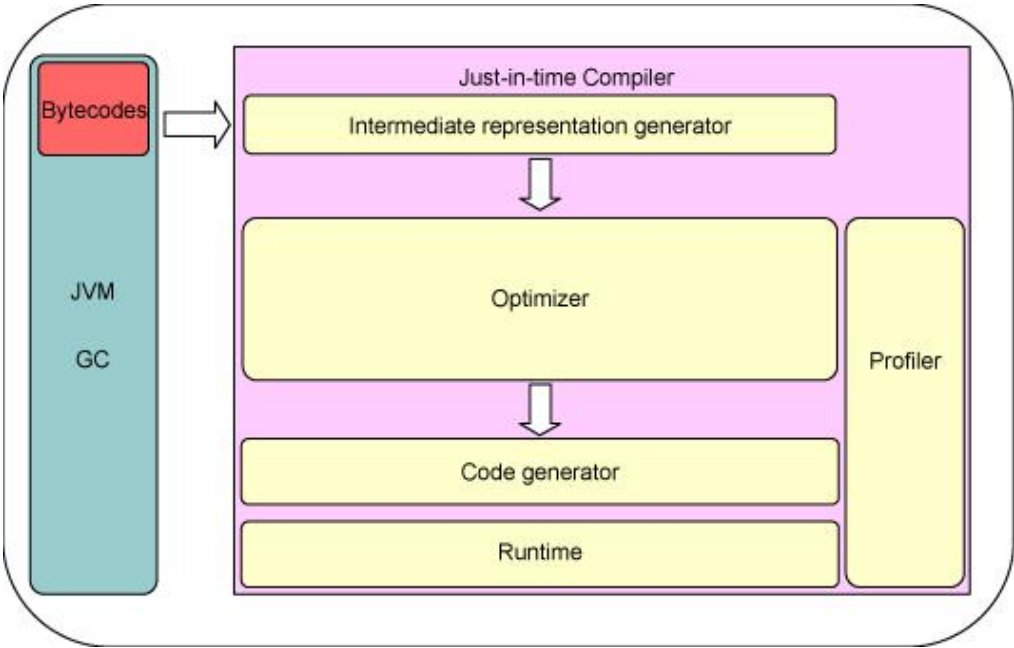 Bytecodes
JVM
GC
Just-in-time Compiler
Intermediate representation generator
Optimizer
Profiler
Code generator
Runtime